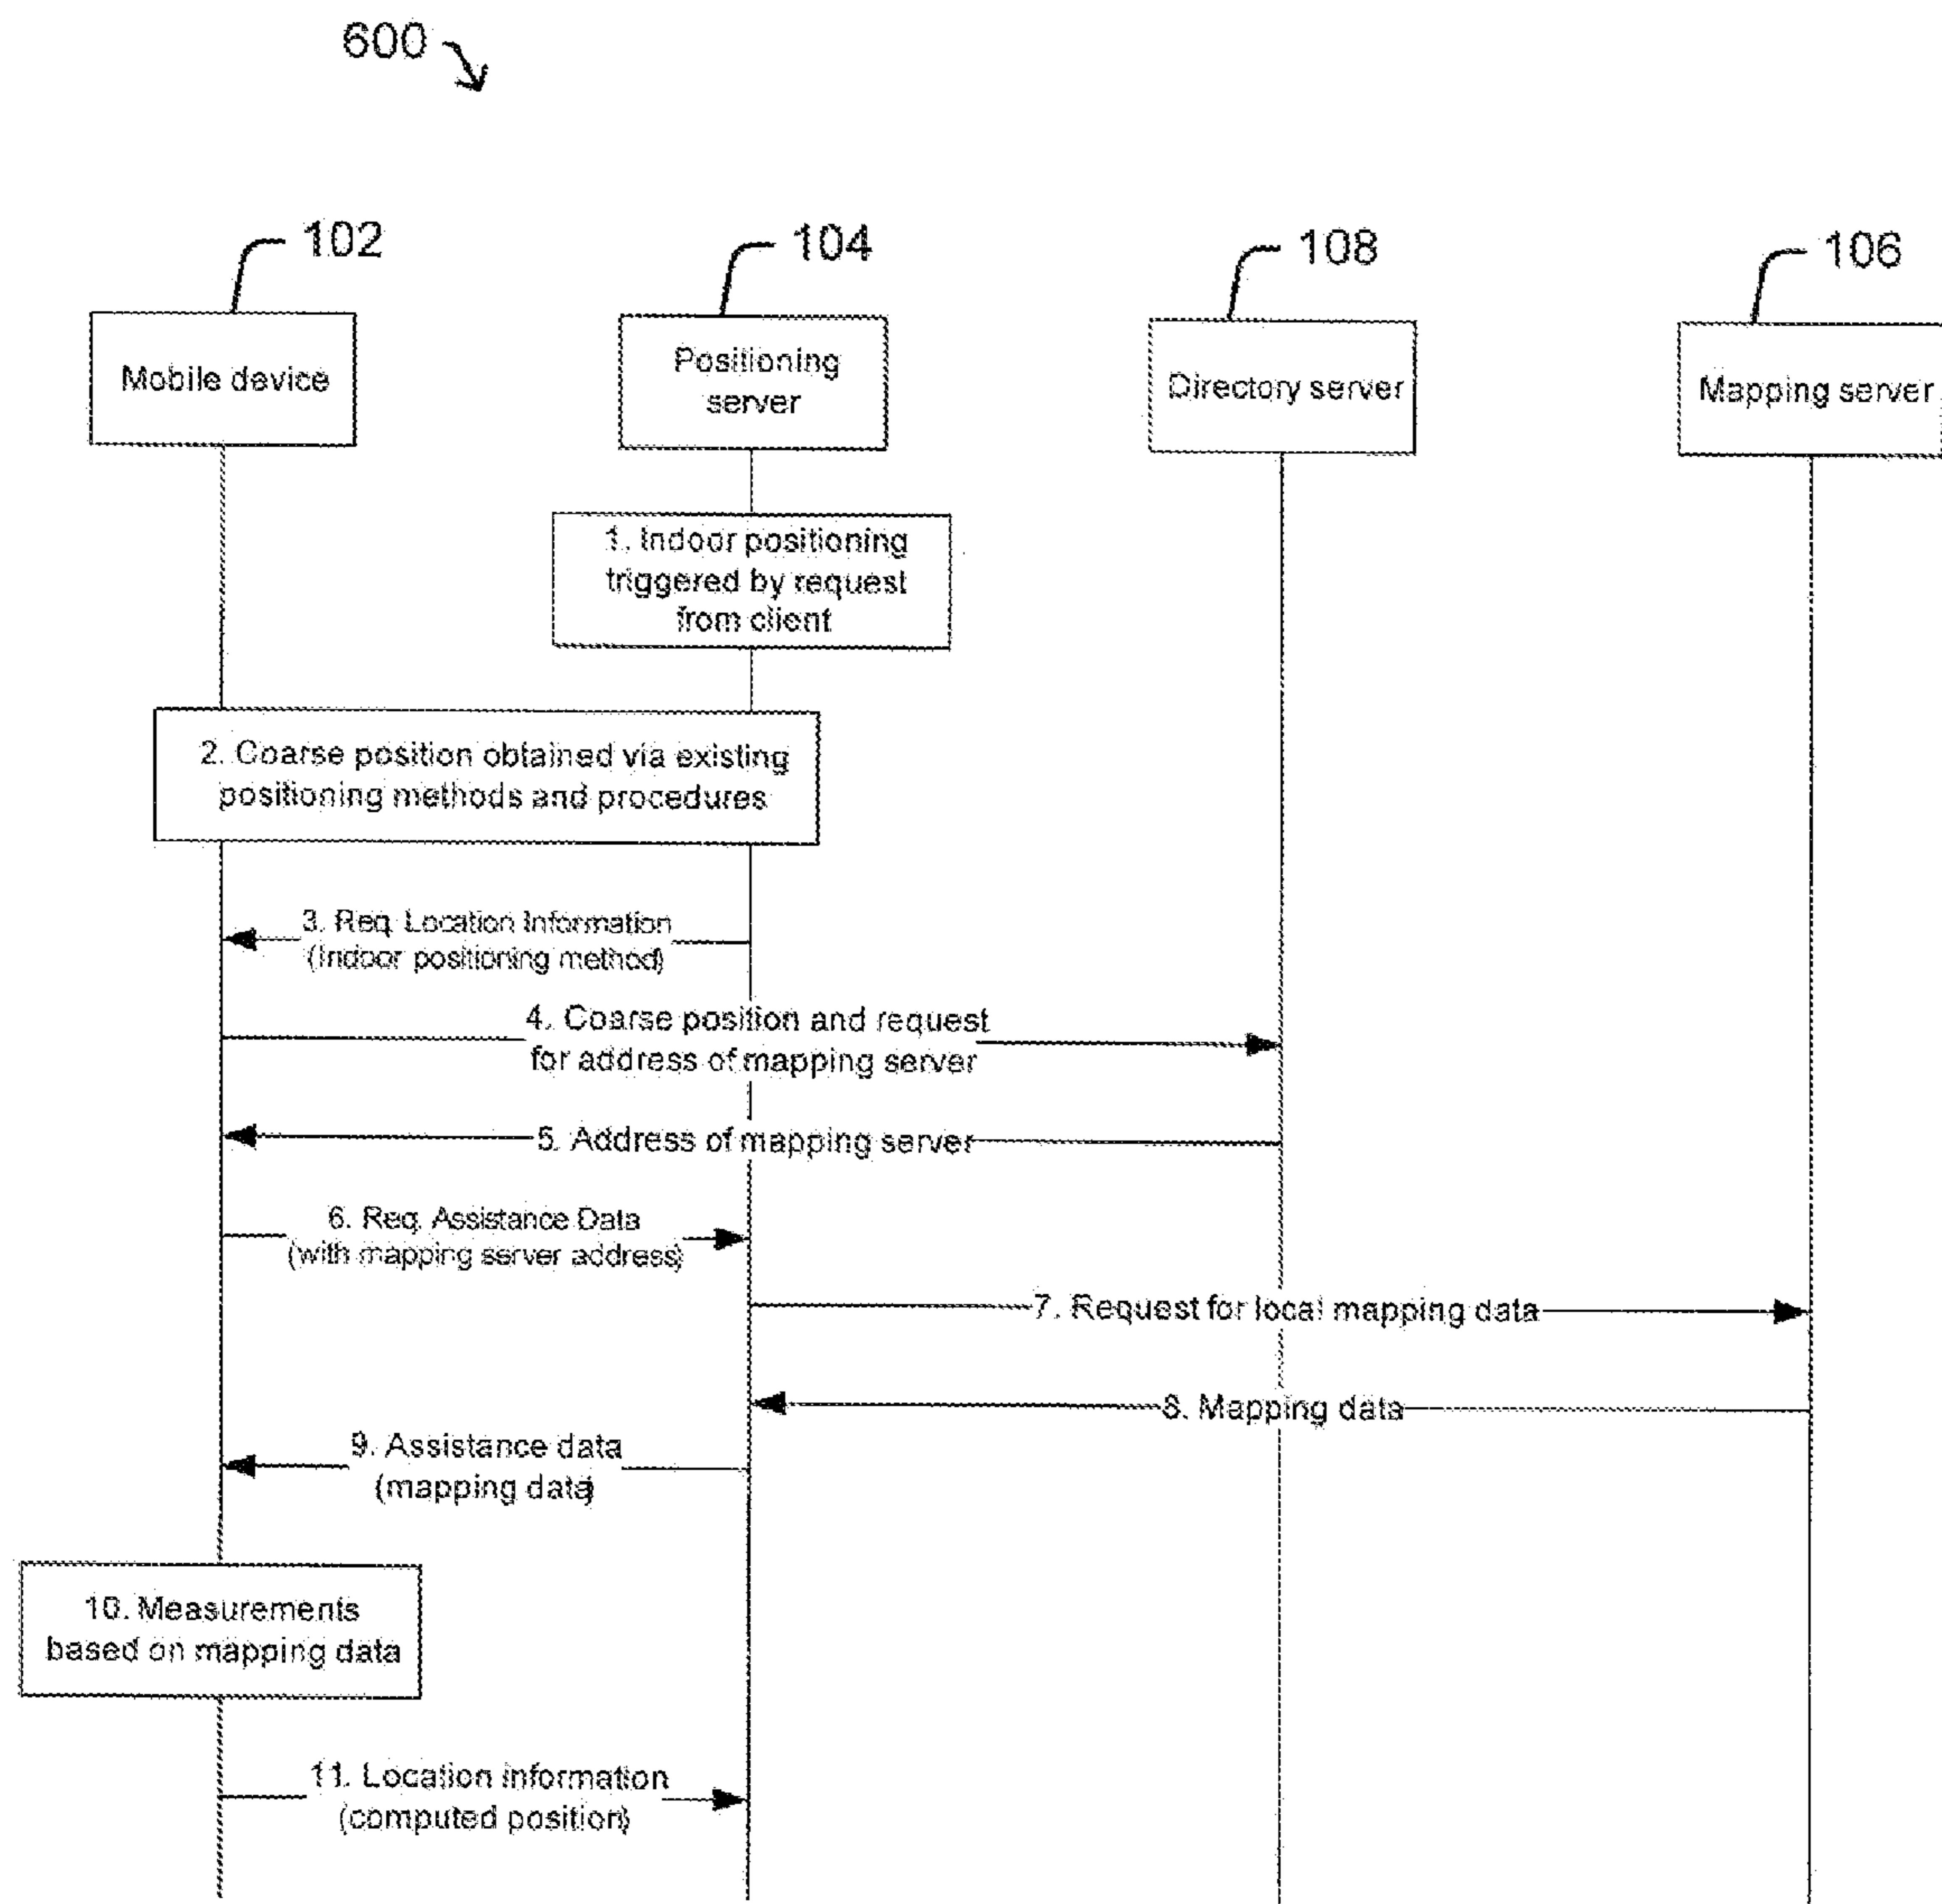 600
102
104
108
106
Mobile device
Positioning
server
Directory server
Mapping server
1. Indoor positioning
triggered by request
from client
2. Coarse position obtained via existing
positioning methods and procedures
3. Req. Location Information
(Indoor positioning method)
4. Coarse position and request
for address of mapping server
5. Address of mapping server
6. Req. Assistance Data
(with mapping server address)
7. Request for local mapping data
8. Mapping data
9. Assistance data
(mapping data)
10. Measurements
based on mapping data
11. Location information
(computed position)